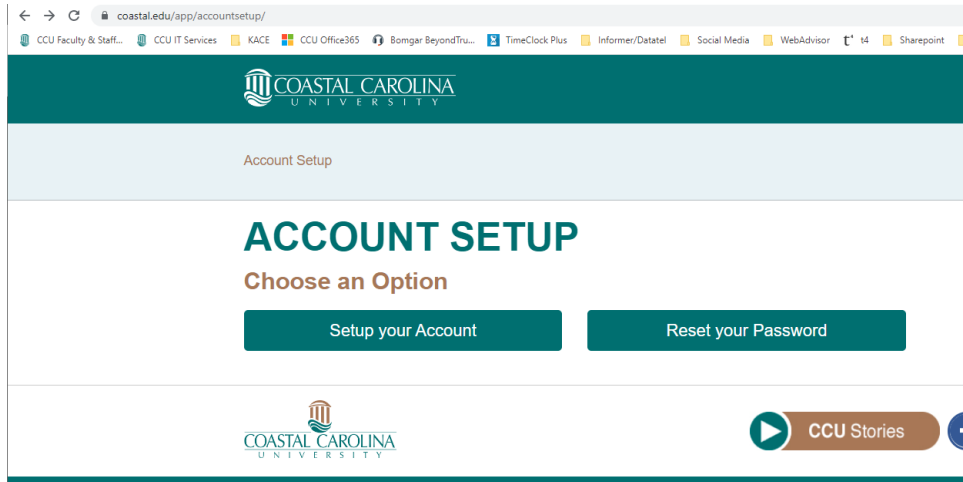 coastal.edu/app/accountsetup/
CCU Faculty & Staff... CCU IT Services KACE CCU Office365 Bomgar BeyondTru... TimeClock Plus Informer/Datatel Social Media WebAdvisor t4 Sharepoint
COASTAL CAROLINA
UNIVERSITY
Account Setup
ACCOUNT SETUP
Choose an Option
Setup your Account Reset your Password
COASTAL CAROLINA
UNIVERSITY
CCU Stories